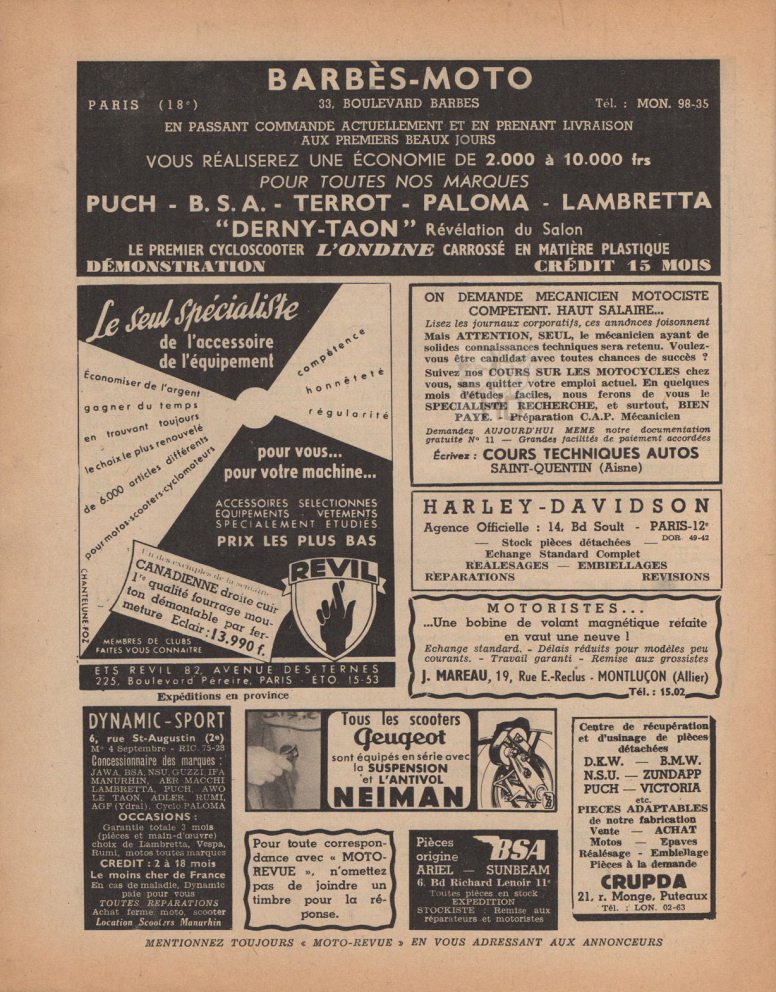 BARBÈS-MOTO
PARIS (18e) 33, BOULEVARD BARBES Tél. : MON. 98-35
EN PASSANT COMMANDE ACTUELLEMENT ET EN PRENANT LIVRAISON
AUX PREMIERS BEAUX JOURS
VOUS RÉALISEREZ UNE ÉCONOMIE DE 2.000 à 10.000 frs
POUR TOUTES NOS MARQUES
PUCH - B. S. A. - TERROT - PALOMA - LAMBRETTA
"DERNY-TAON" Révélation du Salon
LE PREMIER CYCLOSCOOTER L'ONDINE CARROSSÉ EN MATIÈRE PLASTIQUE
DÉMONSTRATION CRÉDIT 15 MOIS
Le seul spécialiste
de l'accessoire
de l'équipement
Économiser de l'argent
gagner du temps
en trouvant toujours
le choix le plus renouvelé
de 6.000 articles différents
pour motos-scooters-cyclomoteurs
compétence
honnêteté
régularité
pour vous...
pour votre machine...
ACCESSOIRES SELECTIONNES
EQUIPEMENTS - VETEMENTS
SPECIALEMENT ETUDIES
PRIX LES PLUS BAS
Un des exemples de la semaine
CANADIENNE droite cuir
1re qualité fourrage mou-
ton démontable par fer-
meture Eclair : 13.990 f.
REVIL
CHANTELUNE-FOZ
MEMBRES DE CLUBS
FAITES VOUS CONNAITRE
ETS REVIL 82, AVENUE DES TERNES
225, Boulevard Péreire, PARIS - ÉTO. 15-53
Expéditions en province
ON DEMANDE MECANICIEN MOTOCISTE
COMPETENT. HAUT SALAIRE...
Lisez les journaux corporatifs, ces annonces foisonnent
Mais ATTENTION, SEUL, le mécanicien ayant de
solides connaissances techniques sera retenu. Voulez-
vous être candidat avec toutes chances de succès ?
Suivez nos COURS SUR LES MOTOCYCLES chez
vous, sans quitter votre emploi actuel. En quelques
mois d'études faciles, nous ferons de vous le
SPECIALISTE RECHERCHE, et surtout, BIEN
PAYE. - Préparation C.A.P. Mécanicien
Demandez AUJOURD'HUI MEME notre documentation
gratuite N° 11 — Grandes facilités de paiement accordées
Écrivez : COURS TECHNIQUES AUTOS
SAINT-QUENTIN (Aisne)
HARLEY-DAVIDSON
Agence Officielle : 14, Bd Soult - PARIS-12e
— Stock pièces détachées — DOR. 49-42
Echange Standard Complet
REALESAGES — EMBIELLAGES
REPARATIONS REVISIONS
MOTORISTES...
...Une bobine de volant magnétique refaite
en vaut une neuve !
Echange standard. - Délais réduits pour modèles peu
courants. - Travail garanti - Remise aux grossistes
J. MAREAU, 19, Rue E.-Reclus - MONTLUÇON (Allier)
Tél. : 15.02
DYNAMIC-SPORT
6, rue St-Augustin (2e)
M° 4 Septembre - RIC. 75-28
Concessionnaire des marques :
JAWA, BSA, NSU, GUZZI, IFA
MANURHIN, AER MACCHI
LAMBRETTA, PUCH, AWO
LE TAON, ADLER, RUMI,
AGF (Ydral), Cyclo PALOMA
OCCASIONS :
Garantie totale 3 mois
(pièces et main-d'œuvre)
choix de Lambretta, Vespa,
Rumi, motos toutes marques
CREDIT : 2 à 18 mois
Le moins cher de France
En cas de maladie, Dynamic
paie pour vous
TOUTES REPARATIONS
Achat ferme moto, scooter
Location Scooters Manurhin
Tous les scooters
Peugeot
sont équipés en série avec
la SUSPENSION
et L'ANTIVOL
NEIMAN
Pour toute correspon-
dance avec « MOTO-
REVUE », n'omettez
pas de joindre un
timbre pour la ré-
ponse.
Pièces
origine BSA
ARIEL — SUNBEAM
6, Bd Richard Lenoir 11e
Toutes pièces en stock
EXPEDITION
STOCKISTE : Remise aux
réparateurs et motoristes
Centre de récupération
et d'usinage de pièces
détachées
D.K.W. — B.M.W.
N.S.U. — ZUNDAPP
PUCH — VICTORIA
etc.
PIECES ADAPTABLES
de notre fabrication
Vente — ACHAT
Motos — Epaves
Réalésage - Embiellage
Pièces à la demande
CRUPDA
21, r. Monge, Puteaux
Tél. : LON. 02-63
MENTIONNEZ TOUJOURS « MOTO-REVUE » EN VOUS ADRESSANT AUX ANNONCEURS